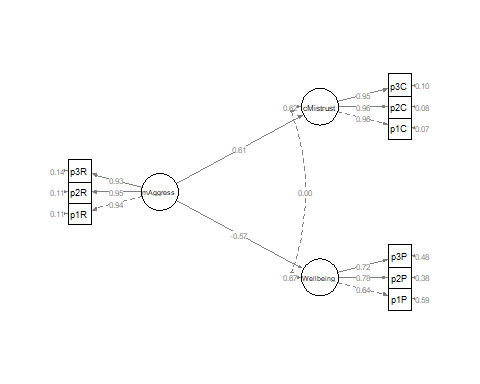 p3C
0.10
0.95
p2C
0.08
0.96
p1C
0.07
0.96
cMistrust
0.62
0.61
p3R
0.14
0.93
p2R
0.11
0.95
p1R
0.11
0.94
mAggress
0.00
-0.57
Wellbeing
0.67
p3P
0.48
0.72
p2P
0.38
0.78
p1P
0.59
0.64